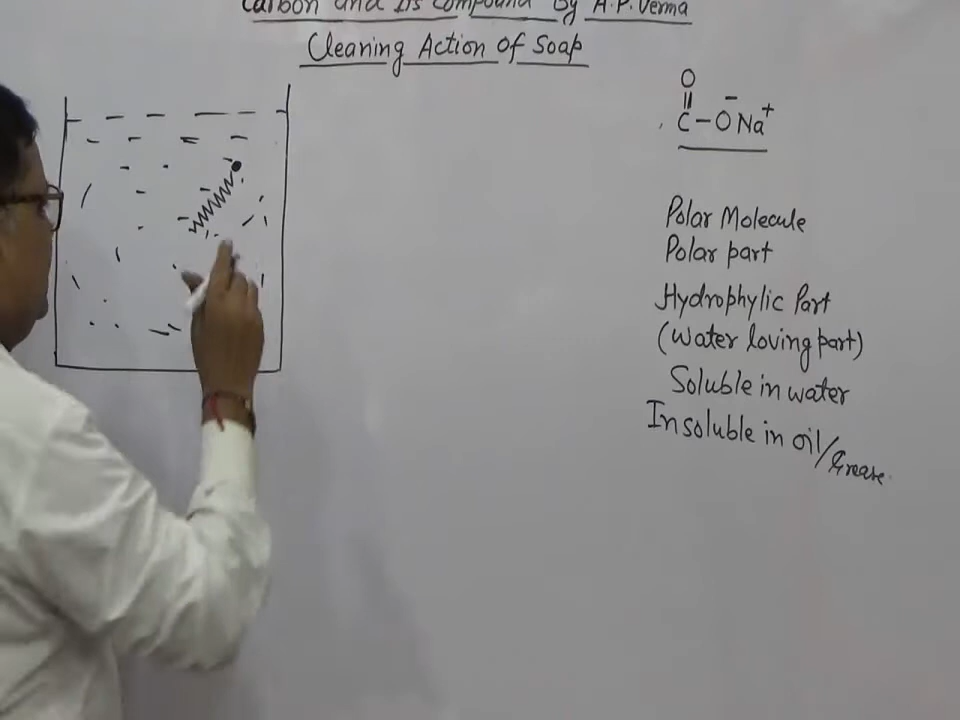 Carbon and Its Compound By A.P. Verma
Cleaning Action Of Soap
O
C-O⁻Na⁺
Polar Molecule
Polar part
Hydrophylic Part
(Water loving part)
Soluble in water
Insoluble in oil/Grease